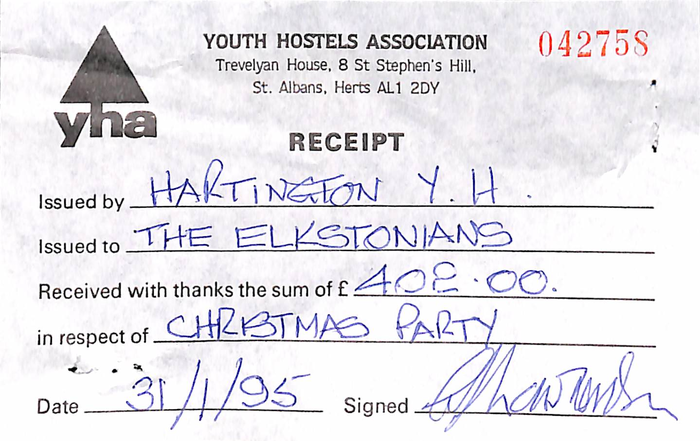 yha
YOUTH HOSTELS ASSOCIATION
Trevelyan House, 8 St Stephen's Hill,
St. Albans, Herts AL1 2DY
042758
RECEIPT
Issued by HARTINGTON Y.H.
Issued to THE ELKSTONIANS
Received with thanks the sum of £ 402.00.
in respect of CHRISTMAS PARTY
Date 31/1/95 Signed